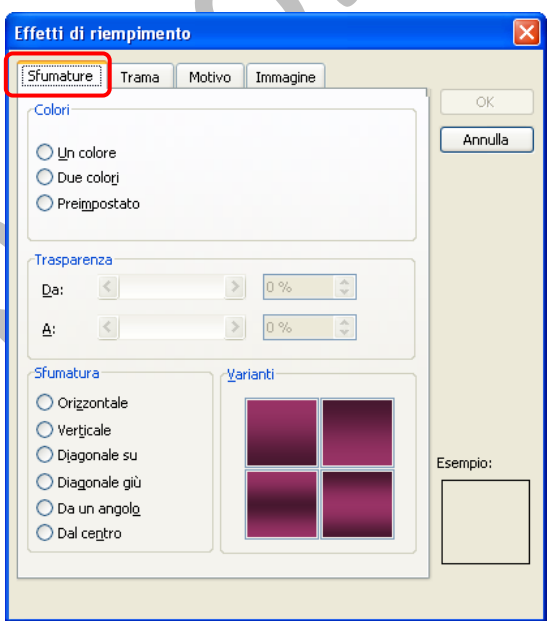 Effetti di riempimento
Sfumature Trama Motivo Immagine
OK
Annulla
Colori
Un colore
Due colori
Preimpostato
Trasparenza
Da: 0 %
A: 0 %
Sfumatura
Orizzontale
Verticale
Diagonale su
Diagonale giù
Da un angolo
Dal centro
Varianti
Esempio: